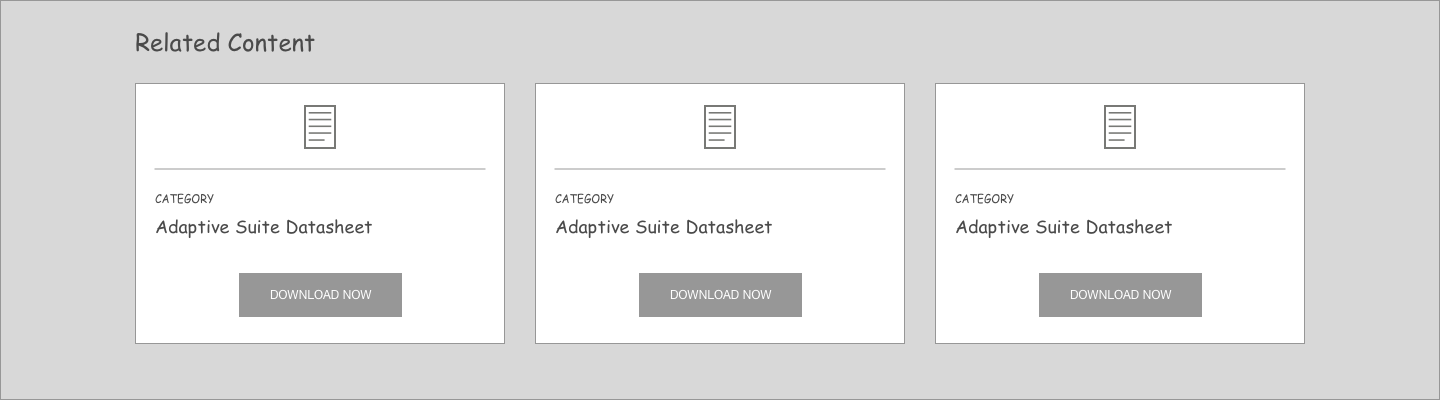 Related Content
CATEGORY
Adaptive Suite Datasheet
DOWNLOAD NOW
CATEGORY
Adaptive Suite Datasheet
DOWNLOAD NOW
CATEGORY
Adaptive Suite Datasheet
DOWNLOAD NOW